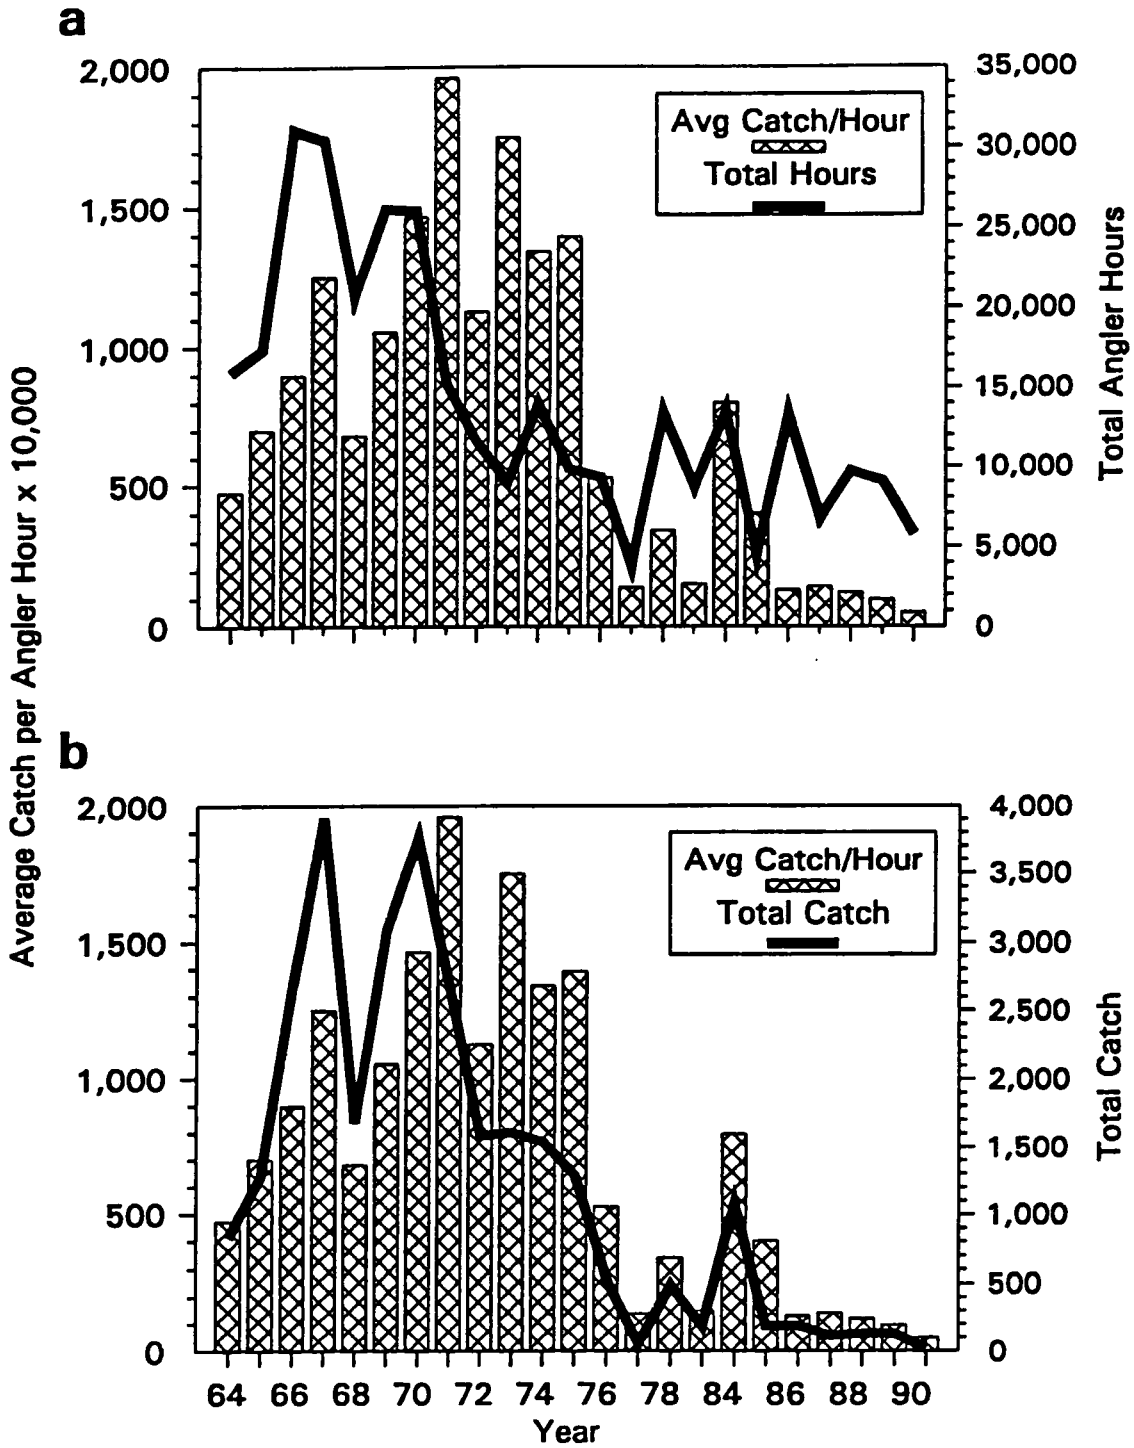 a
2,000
1,500
1,000
500
0
35,000
30,000
25,000
20,000
15,000
10,000
5,000
0
Avg Catch/Hour
Total Hours
Total Angler Hours
Average Catch per Angler Hour x 10,000
b
2,000
1,500
1,000
500
0
4,000
3,500
3,000
2,500
2,000
1,500
1,000
500
0
Avg Catch/Hour
Total Catch
Total Catch
64 66 68 70 72 74 76 78 84 86 88 90
Year